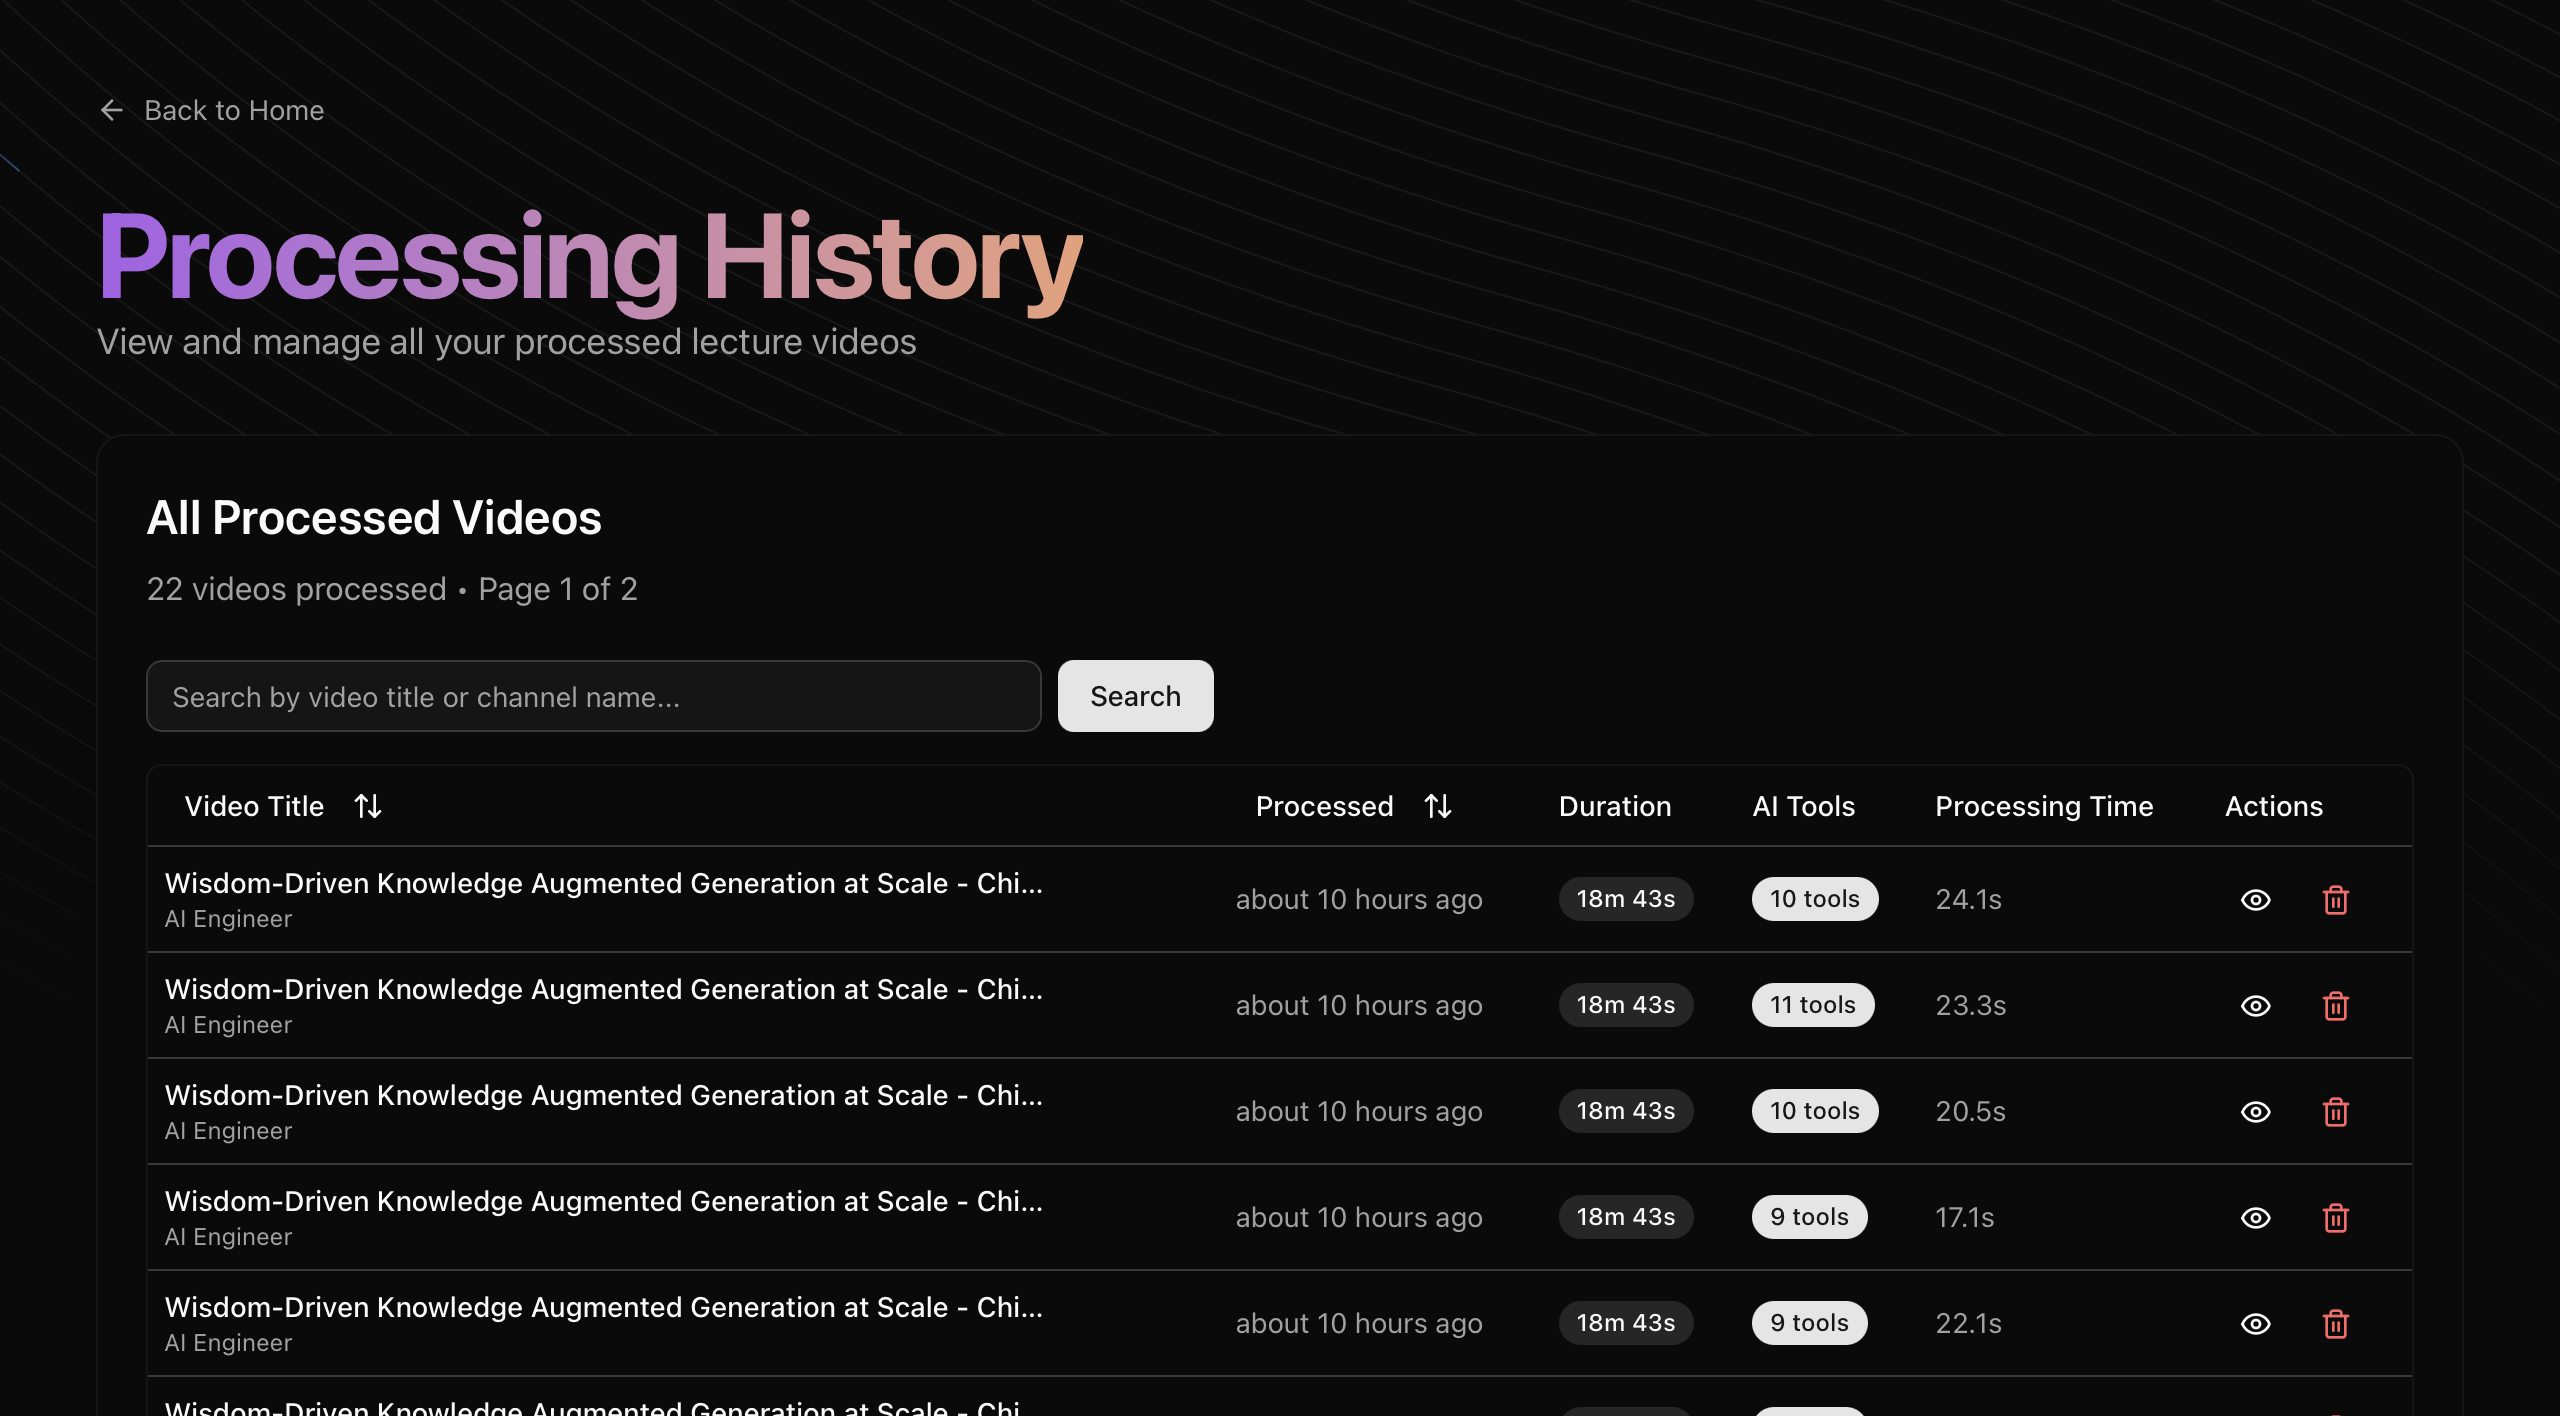 Back to Home
Processing History
View and manage all your processed lecture videos
All Processed Videos
22 videos processed • Page 1 of 2
Search by video title or channel name...
Search
Video Title Processed Duration AI Tools Processing Time Actions
Wisdom-Driven Knowledge Augmented Generation at Scale - Chi...
AI Engineer
about 10 hours ago 18m 43s 10 tools 24.1s
Wisdom-Driven Knowledge Augmented Generation at Scale - Chi...
AI Engineer
about 10 hours ago 18m 43s 11 tools 23.3s
Wisdom-Driven Knowledge Augmented Generation at Scale - Chi...
AI Engineer
about 10 hours ago 18m 43s 10 tools 20.5s
Wisdom-Driven Knowledge Augmented Generation at Scale - Chi...
AI Engineer
about 10 hours ago 18m 43s 9 tools 17.1s
Wisdom-Driven Knowledge Augmented Generation at Scale - Chi...
AI Engineer
about 10 hours ago 18m 43s 9 tools 22.1s
Wisdom-Driven Knowledge Augmented Generation at Scale - Chi...